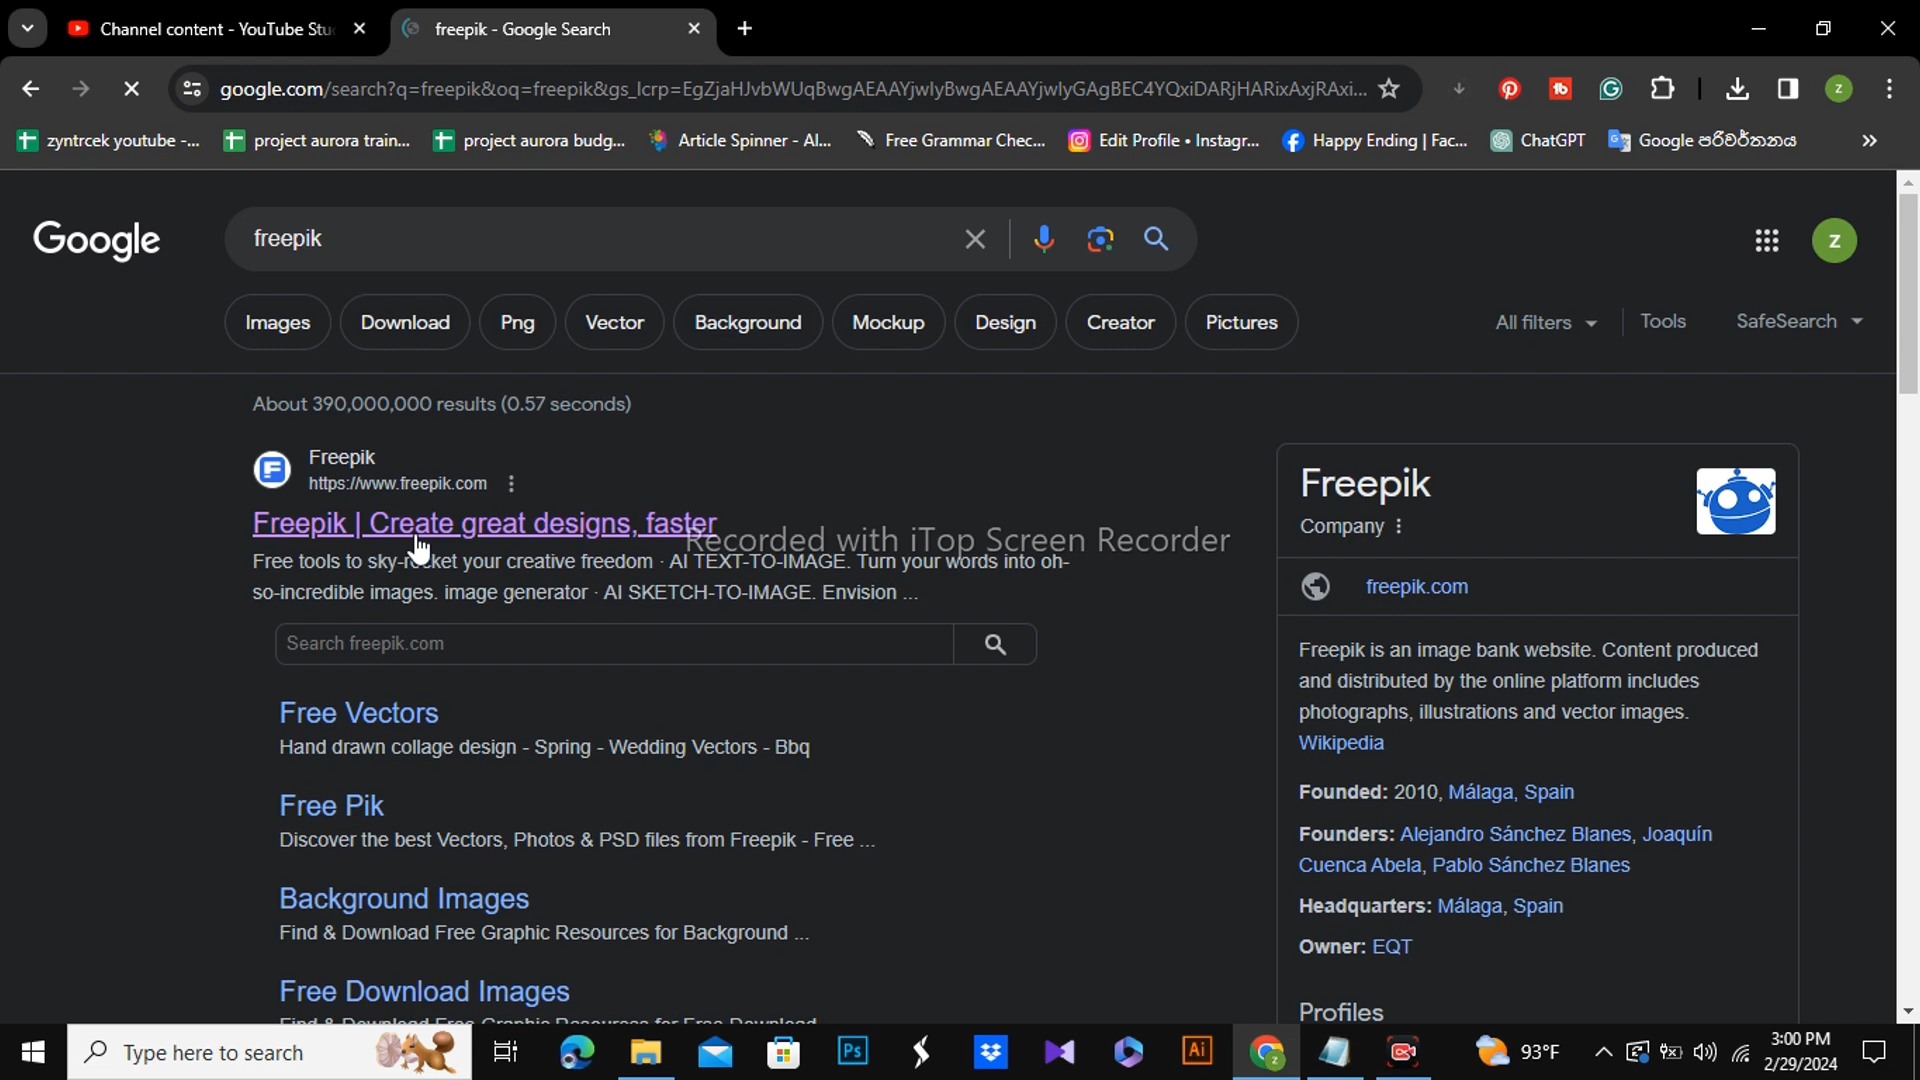 Channel content - YouTube Stu
freepik - Google Search
google.com/search?q=freepik&oq=freepik&gs_lcrp=EgZjaHJvbWUqBwgAEAAYjwIyBwgAEAAYjwIyGAgBEC4YQxiDARjHARixAxjRAxi...
zyntrcek youtube -...
project aurora train...
project aurora budg...
Article Spinner - AI...
Free Grammar Chec...
Edit Profile • Instagr...
Happy Ending | Fac...
ChatGPT
Google පරිවර්තනය
Google
freepik
z
Images
Download
Png
Vector
Background
Mockup
Design
Creator
Pictures
All filters
Tools
SafeSearch
About 390,000,000 results (0.57 seconds)
Freepik
https://www.freepik.com
Freepik | Create great designs, faster
Recorded with iTop Screen Recorder
Free tools to sky-rocket your creative freedom · AI TEXT-TO-IMAGE. Turn your words into oh-
so-incredible images. image generator · AI SKETCH-TO-IMAGE. Envision ...
Search freepik.com
Free Vectors
Hand drawn collage design - Spring - Wedding Vectors - Bbq
Free Pik
Discover the best Vectors, Photos & PSD files from Freepik - Free ...
Background Images
Find & Download Free Graphic Resources for Background ...
Free Download Images
Find & Download Free Graphic Resources for Free Download
Freepik
Company
freepik.com
Freepik is an image bank website. Content produced
and distributed by the online platform includes
photographs, illustrations and vector images.
Wikipedia
Founded: 2010, Málaga, Spain
Founders: Alejandro Sánchez Blanes, Joaquín
Cuenca Abela, Pablo Sánchez Blanes
Headquarters: Málaga, Spain
Owner: EQT
Profiles
Type here to search
Ps
Ai
93°F
3:00 PM
2/29/2024